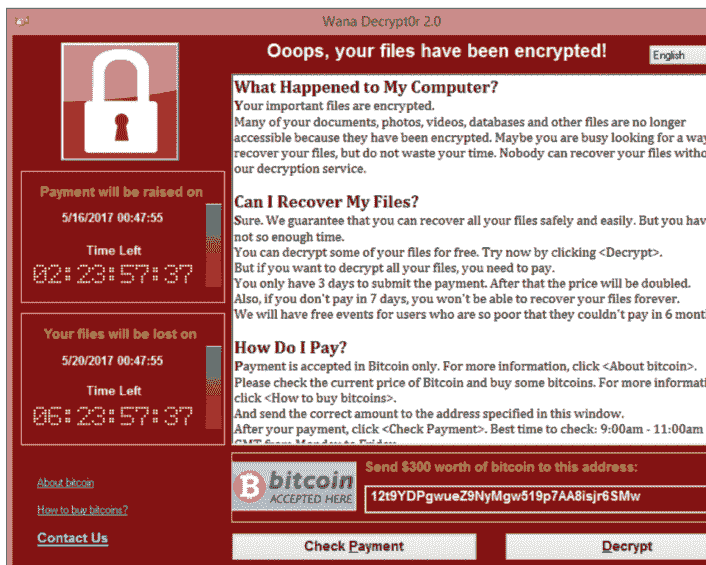 Wana Decrypt0r 2.0
Ooops, your files have been encrypted!
English
What Happened to My Computer?
Your important files are encrypted.
Many of your documents, photos, videos, databases and other files are no longer
accessible because they have been encrypted. Maybe you are busy looking for a way
recover your files, but do not waste your time. Nobody can recover your files witho
our decryption service.
Can I Recover My Files?
Sure. We guarantee that you can recover all your files safely and easily. But you hav
not so enough time.
You can decrypt some of your files for free. Try now by clicking <Decrypt>.
But if you want to decrypt all your files, you need to pay.
You only have 3 days to submit the payment. After that the price will be doubled.
Also, if you don't pay in 7 days, you won't be able to recover your files forever.
We will have free events for users who are so poor that they couldn't pay in 6 mont
How Do I Pay?
Payment is accepted in Bitcoin only. For more information, click <About bitcoin>.
Please check the current price of Bitcoin and buy some bitcoins. For more informati
click <How to buy bitcoins>.
And send the correct amount to the address specified in this window.
After your payment, click <Check Payment>. Best time to check: 9:00am - 11:00am
GMT from Monday to Friday.
Payment will be raised on
5/16/2017 00:47:55
Time Left
02:23:57:37
Your files will be lost on
5/20/2017 00:47:55
Time Left
06:23:57:37
About bitcoin
How to buy bitcoins?
Contact Us
bitcoin
ACCEPTED HERE
Send $300 worth of bitcoin to this address:
12t9YDPgwueZ9NyMgw519p7AA8isjr6SMw
Check Payment
Decrypt